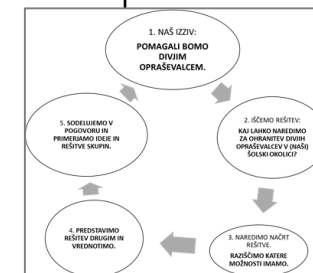 1. NAŠ IZZIV:
POMAGALI BOMO
DIVJIM
OPRAŠEVALCEM.
2. IŠČEMO REŠITEV:
KAJ LAHKO NAREDIMO
ZA OHRANITEV DIVJIH
OPRAŠEVALCEV V (NAŠI)
ŠOLSKI OKOLICI?
3. NAREDIMO NAČRT
REŠITVE.
RAZIŠČIMO KATERE
MOŽNOSTI IMAMO.
4. PREDSTAVIMO
REŠITEV DRUGIM IN
VREDNOTIMO.
5. SODELUJEMO V
POGOVORU IN
PRIMERJAMO IDEJE IN
REŠITVE SKUPIN.